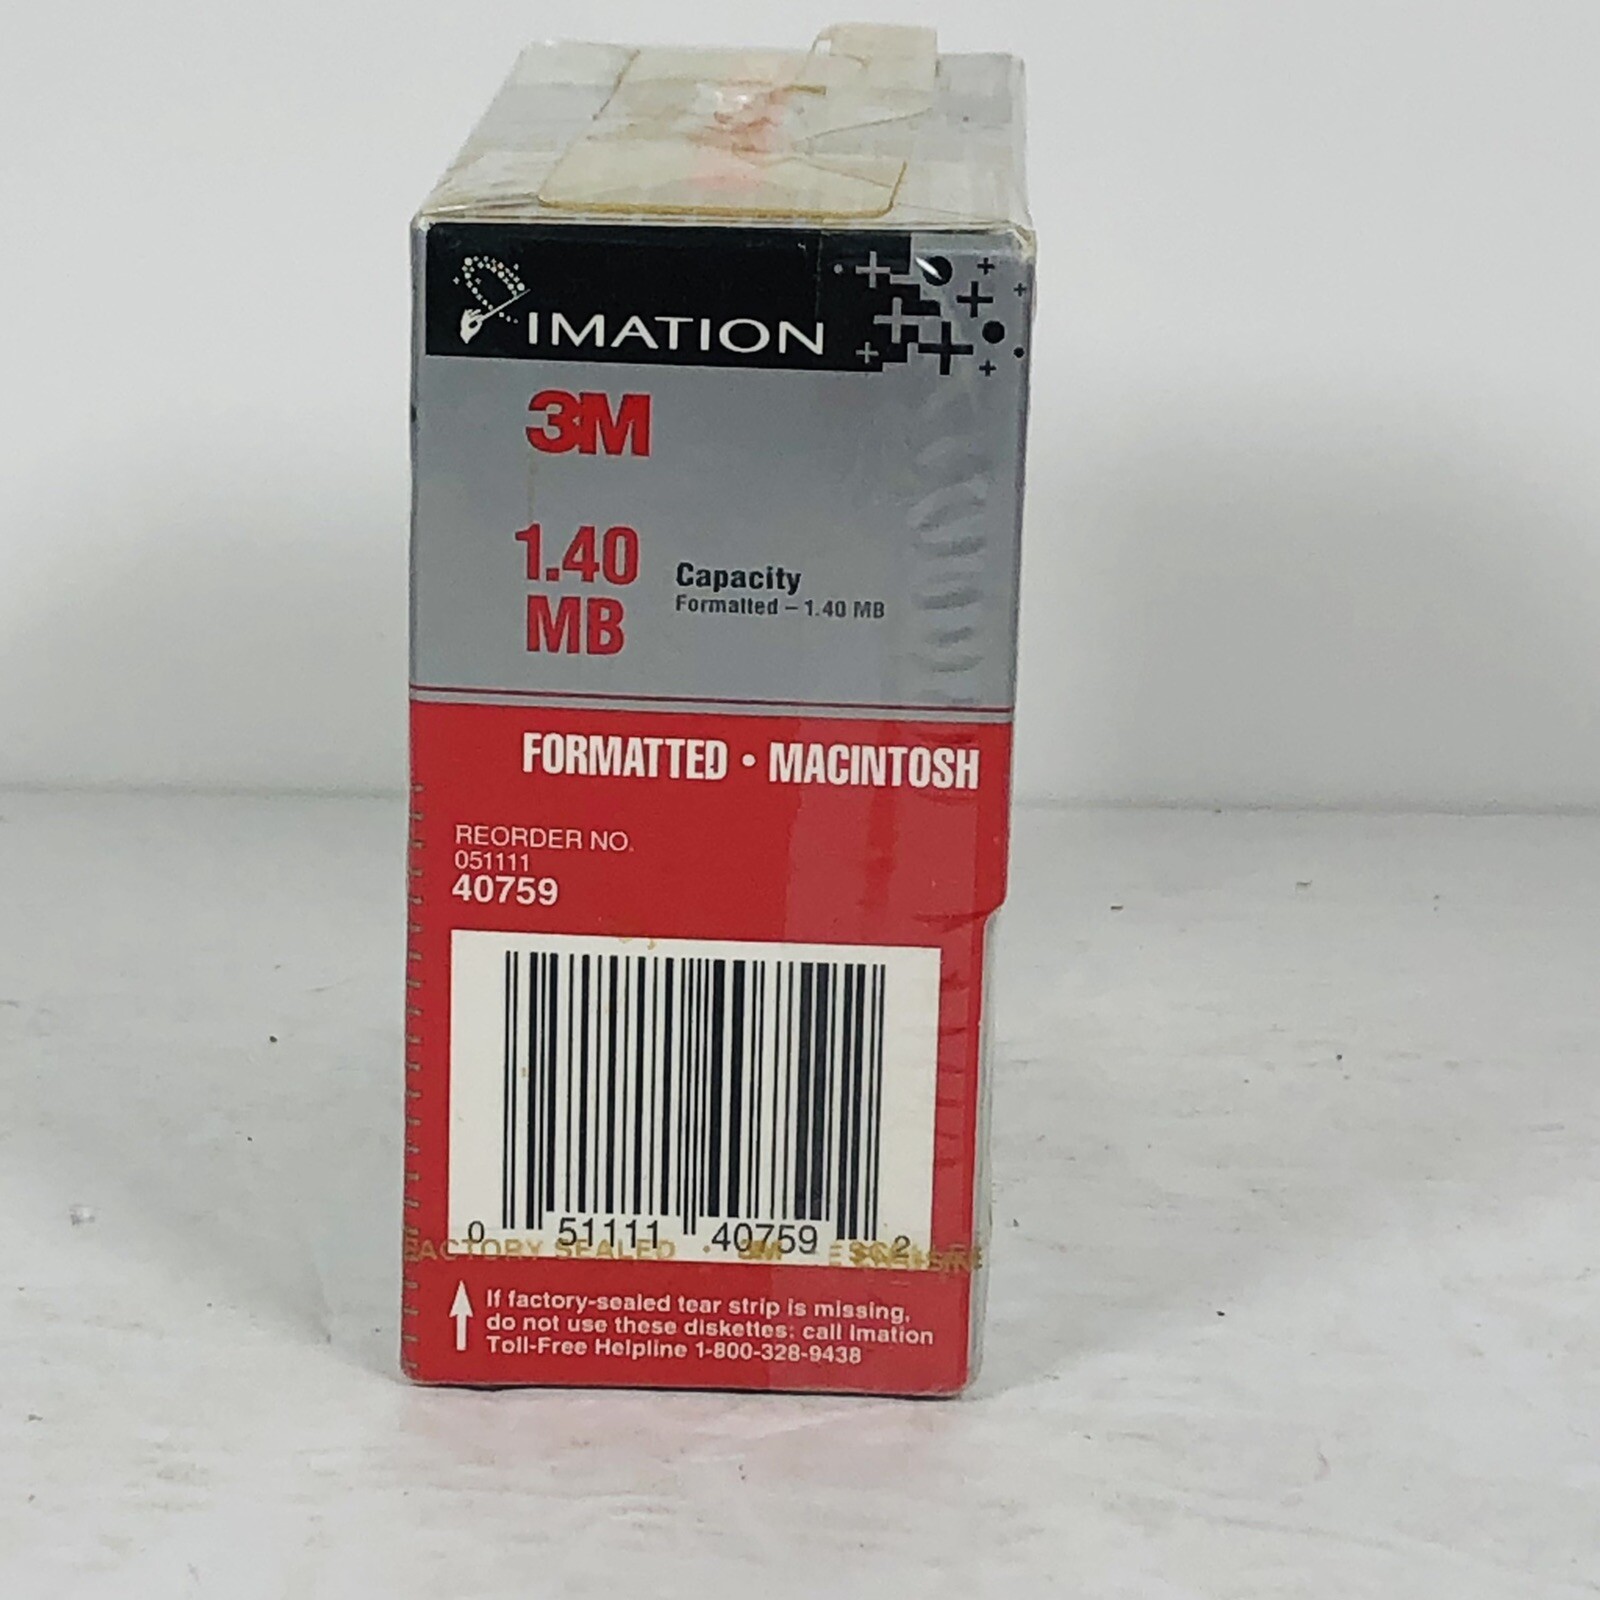 IMATION
3M
1.40
MB
Capacity
Formatted – 1.40 MB
FORMATTED • MACINTOSH
REORDER NO.
051111
40759
0 51111 40759 2
FACTORY SEALED • 3M
If factory-sealed tear strip is missing,
do not use these diskettes: call Imation
Toll-Free Helpline 1-800-328-9438